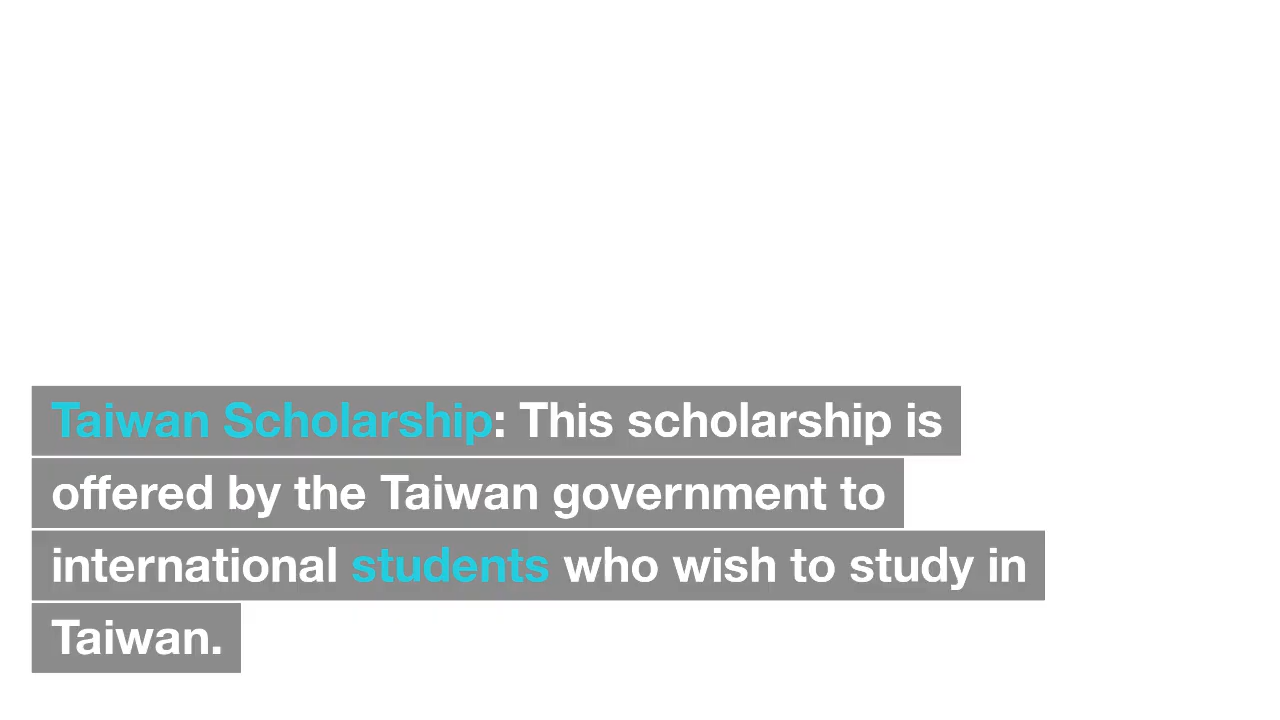 Taiwan Scholarship: This scholarship is
offered by the Taiwan government to
international students who wish to study in
Taiwan.